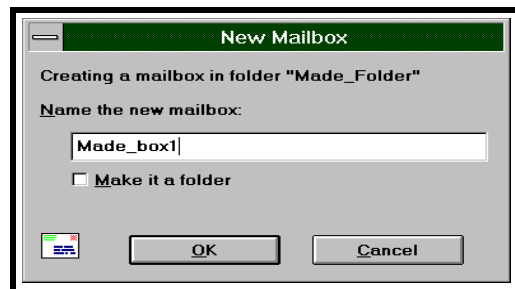 New Mailbox
Creating a mailbox in folder "Made_Folder"
Name the new mailbox:
Made_box1
Make it a folder
OK
Cancel